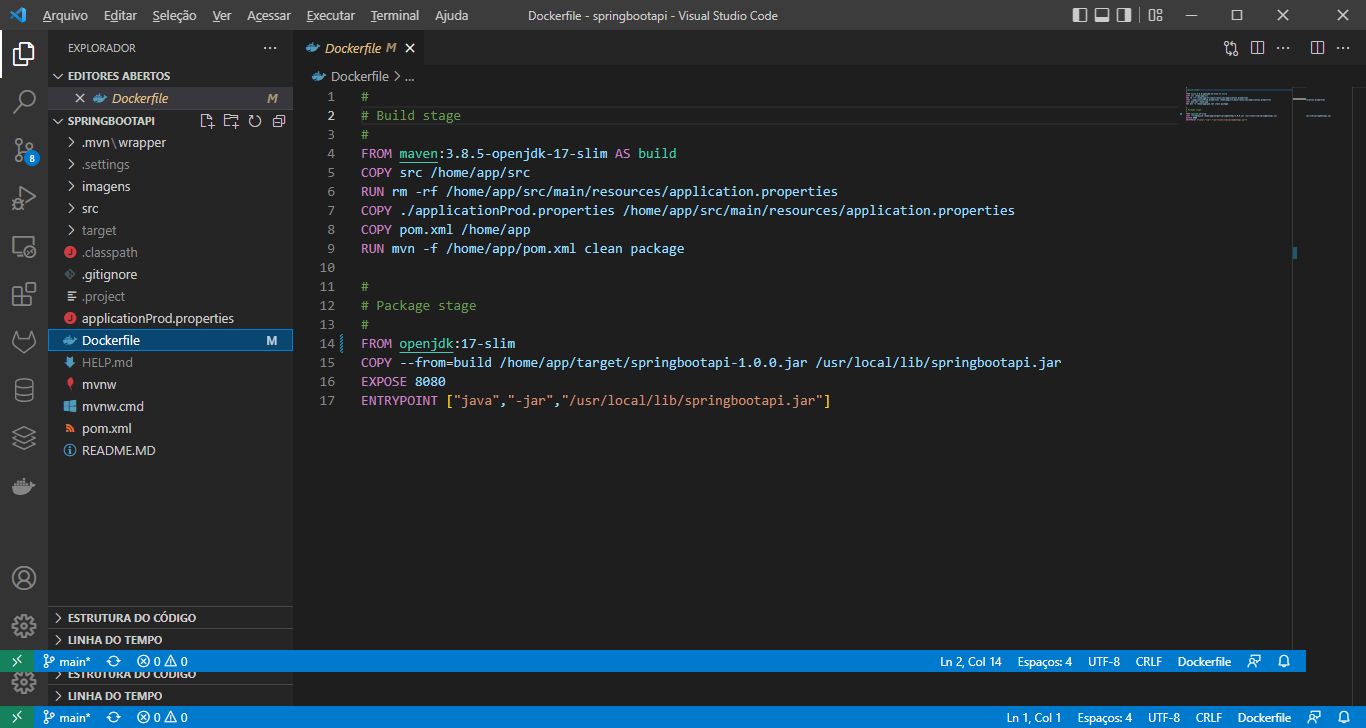 Arquivo Editar Seleção Ver Acessar Executar Terminal Ajuda
Dockerfile - springbootapi - Visual Studio Code
EXPLORADOR
EDITORES ABERTOS
Dockerfile M
SPRINGBOOTAPI
.mvn\wrapper
.settings
imagens
src
target
.classpath
.gitignore
.project
applicationProd.properties
Dockerfile M
HELP.md
mvnw
mvnw.cmd
pom.xml
README.MD
8
ESTRUTURA DO CÓDIGO
LINHA DO TEMPO
Dockerfile M
Dockerfile > ...
1 #
2 # Build stage
3 #
4 FROM maven:3.8.5-openjdk-17-slim AS build
5 COPY src /home/app/src
6 RUN rm -rf /home/app/src/main/resources/application.properties
7 COPY ./applicationProd.properties /home/app/src/main/resources/application.properties
8 COPY pom.xml /home/app
9 RUN mvn -f /home/app/pom.xml clean package
10
11 #
12 # Package stage
13 #
14 FROM openjdk:17-slim
15 COPY --from=build /home/app/target/springbootapi-1.0.0.jar /usr/local/lib/springbootapi.jar
16 EXPOSE 8080
17 ENTRYPOINT ["java","-jar","/usr/local/lib/springbootapi.jar"]
main* 0 0 Ln 2, Col 14 Espaços: 4 UTF-8 CRLF Dockerfile
ESTRUTURA DO CÓDIGO
LINHA DO TEMPO
main* 0 0 Ln 1, Col 1 Espaços: 4 UTF-8 CRLF Dockerfile